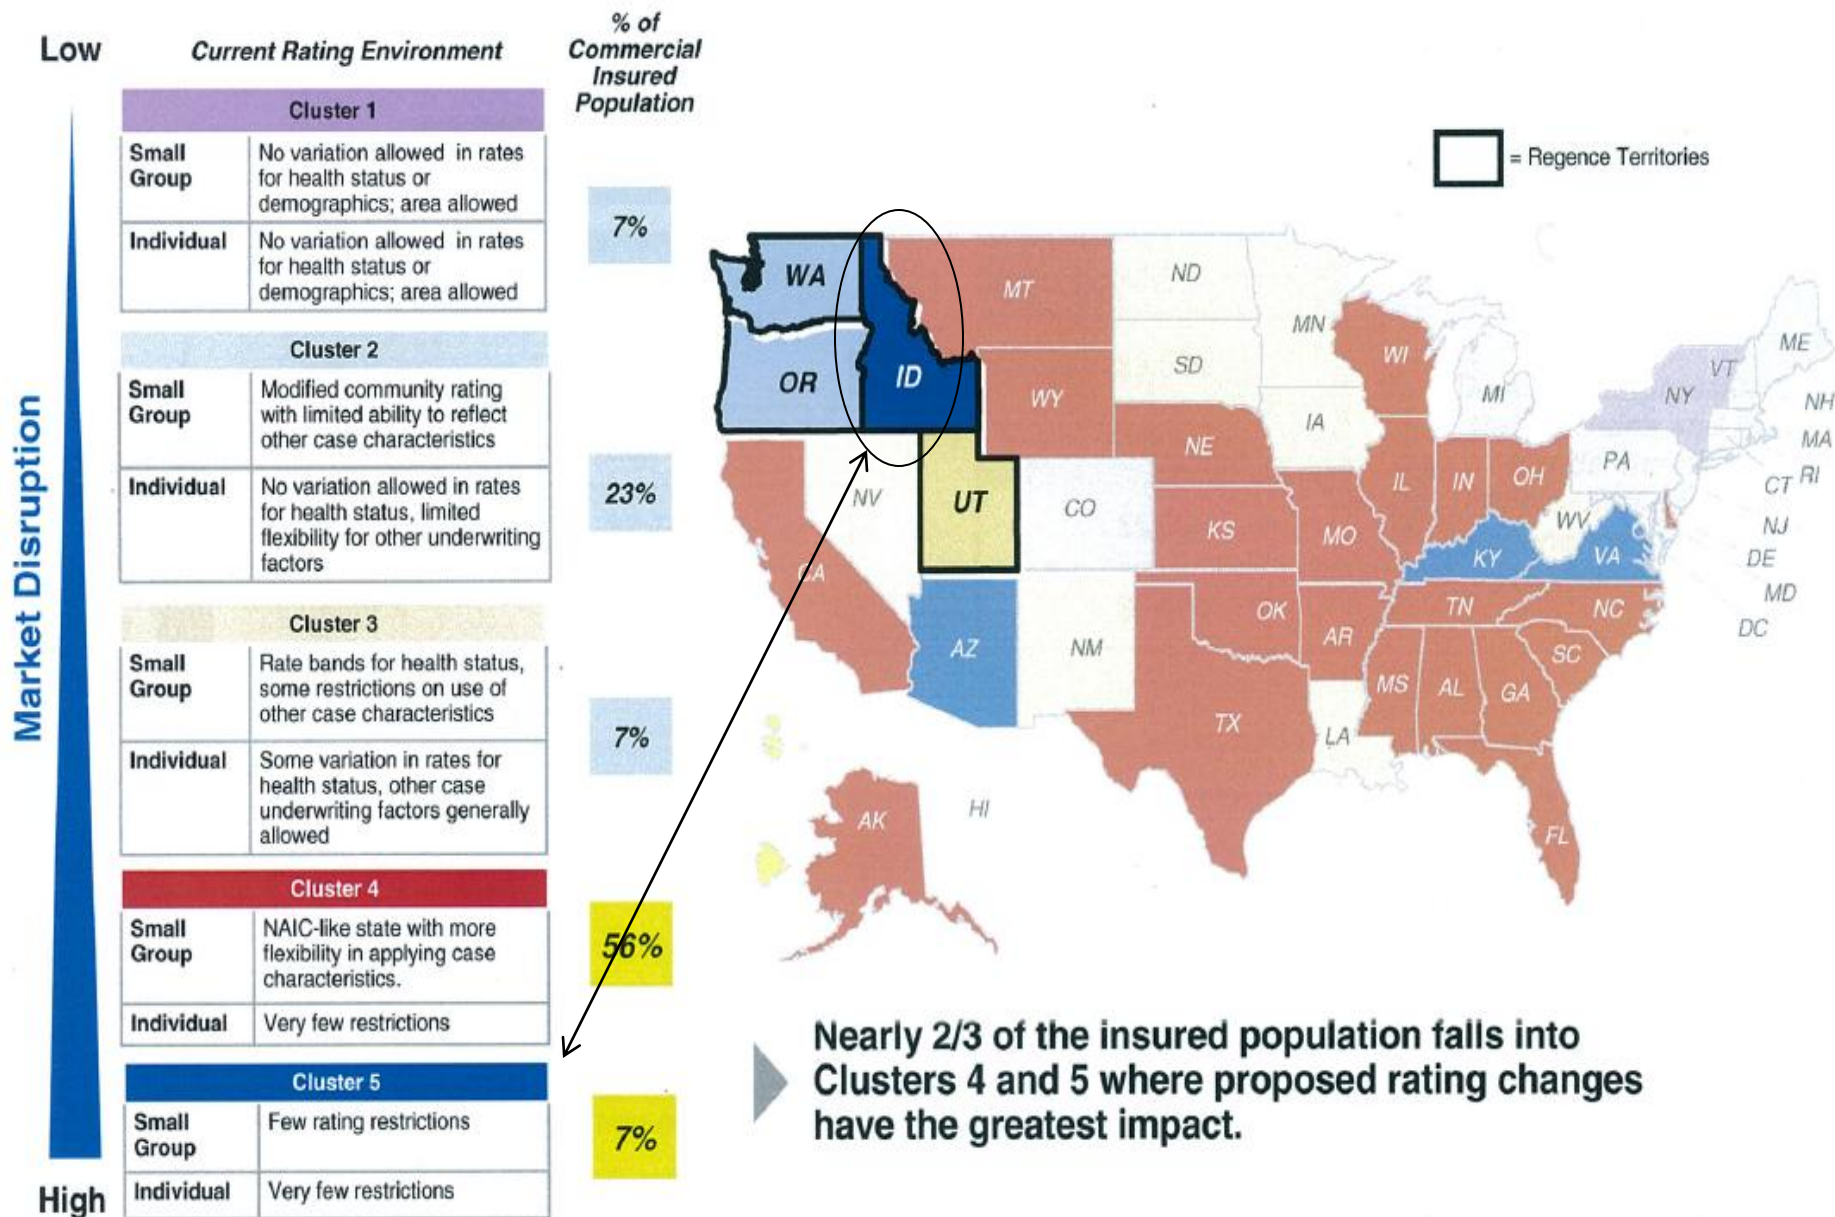 Low
Current Rating Environment
% of
Commercial
Insured
Population
Market Disruption
High
Cluster 1
Small
Group
No variation allowed in rates
for health status or
demographics; area allowed
Individual
No variation allowed in rates
for health status or
demographics; area allowed
7%
Cluster 2
Small
Group
Modified community rating
with limited ability to reflect
other case characteristics
Individual
No variation allowed in rates
for health status, limited
flexibility for other underwriting
factors
23%
Cluster 3
Small
Group
Rate bands for health status,
some restrictions on use of
other case characteristics
Individual
Some variation in rates for
health status, other case
underwriting factors generally
allowed
7%
Cluster 4
Small
Group
NAIC-like state with more
flexibility in applying case
characteristics.
Individual
Very few restrictions
56%
Cluster 5
Small
Group
Few rating restrictions
Individual
Very few restrictions
7%
= Regence Territories
WA
OR
ID
MT
WY
ND
SD
MN
IA
WI
MI
NE
NV
UT
CO
KS
MO
IL
IN
OH
PA
NY
VT
ME
NH
MA
RI
CT
NJ
DE
MD
DC
WV
VA
KY
CA
AZ
NM
OK
AR
TN
NC
SC
MS
AL
GA
TX
LA
FL
AK
HI
Nearly 2/3 of the insured population falls into
Clusters 4 and 5 where proposed rating changes
have the greatest impact.